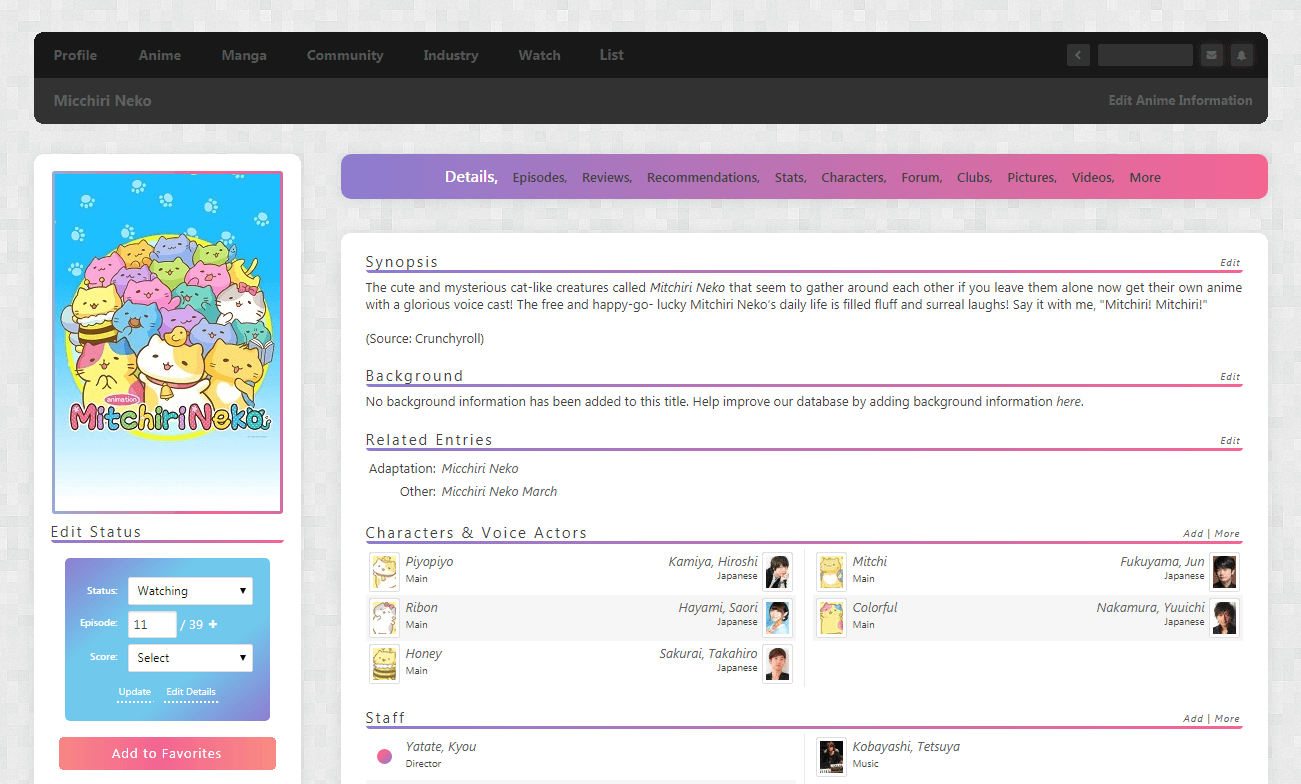 Profile Anime Manga Community Industry Watch List
Micchiri Neko Edit Anime Information
animation
Mitchiri Neko
Edit Status
Status: Watching
Episode: 11 / 39 +
Score: Select
Update Edit Details
Add to Favorites
Details, Episodes, Reviews, Recommendations, Stats, Characters, Forum, Clubs, Pictures, Videos, More
Synopsis Edit
The cute and mysterious cat-like creatures called Mitchiri Neko that seem to gather around each other if you leave them alone now get their own anime
with a glorious voice cast! The free and happy-go- lucky Mitchiri Neko's daily life is filled fluff and surreal laughs! Say it with me, "Mitchiri! Mitchiri!"
(Source: Crunchyroll)
Background Edit
No background information has been added to this title. Help improve our database by adding background information here.
Related Entries Edit
Adaptation: Micchiri Neko
Other: Micchiri Neko March
Characters & Voice Actors Add | More
Piyopiyo Kamiya, Hiroshi Mitchi Fukuyama, Jun
Main Japanese Main Japanese
Ribon Hayami, Saori Colorful Nakamura, Yuuichi
Main Japanese Main Japanese
Honey Sakurai, Takahiro
Main Japanese
Staff Add | More
Yatate, Kyou Kobayashi, Tetsuya
Director Music